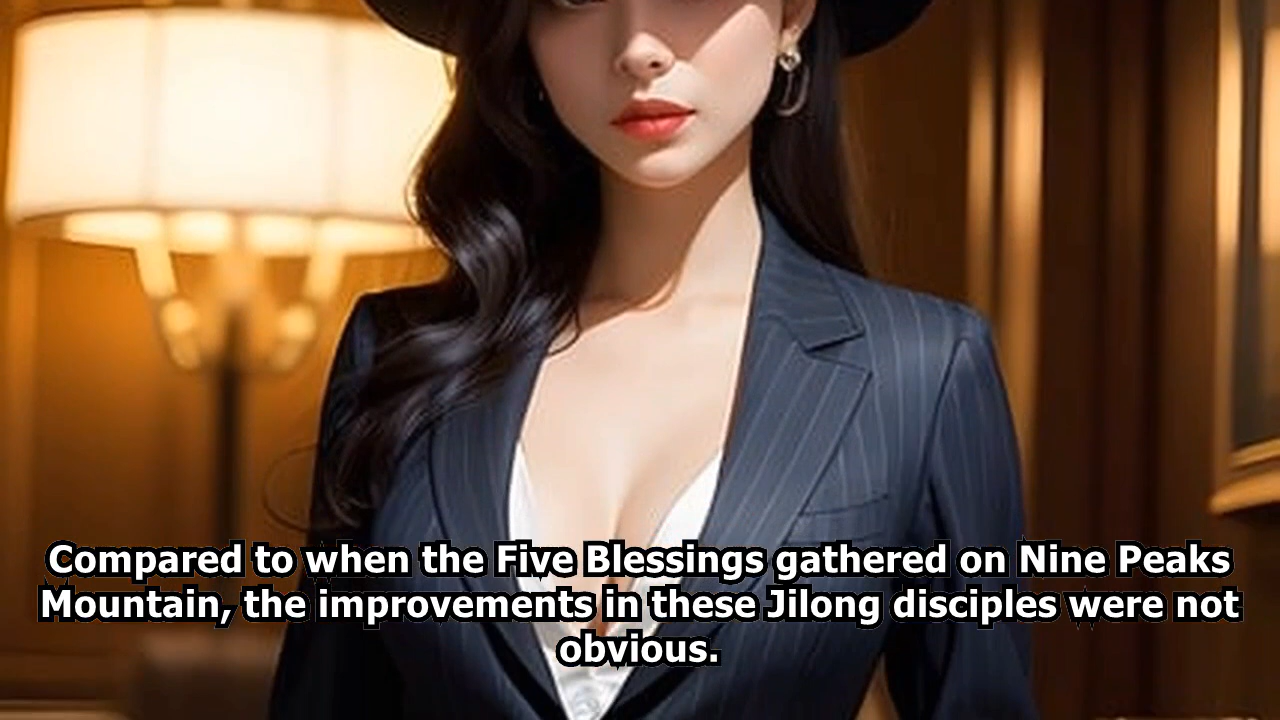 Compared to when the Five Blessings gathered on Nine Peaks
Mountain, the improvements in these Jilong disciples were not
obvious.